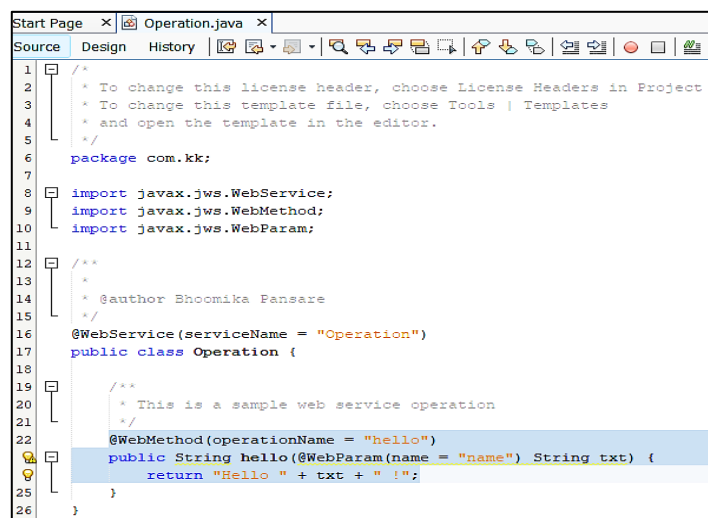 Start Page Operation.java
Source Design History
1 /*
2 * To change this license header, choose License Headers in Project
3 * To change this template file, choose Tools | Templates
4 * and open the template in the editor.
5 */
6 package com.kk;
7
8 import javax.jws.WebService;
9 import javax.jws.WebMethod;
10 import javax.jws.WebParam;
11
12 /**
13 *
14 * @author Bhoomika Pansare
15 */
16 @WebService(serviceName = "Operation")
17 public class Operation {
18
19 /**
20 * This is a sample web service operation
21 */
22 @WebMethod(operationName = "hello")
public String hello(@WebParam(name = "name") String txt) {
return "Hello " + txt + " !";
25 }
26 }